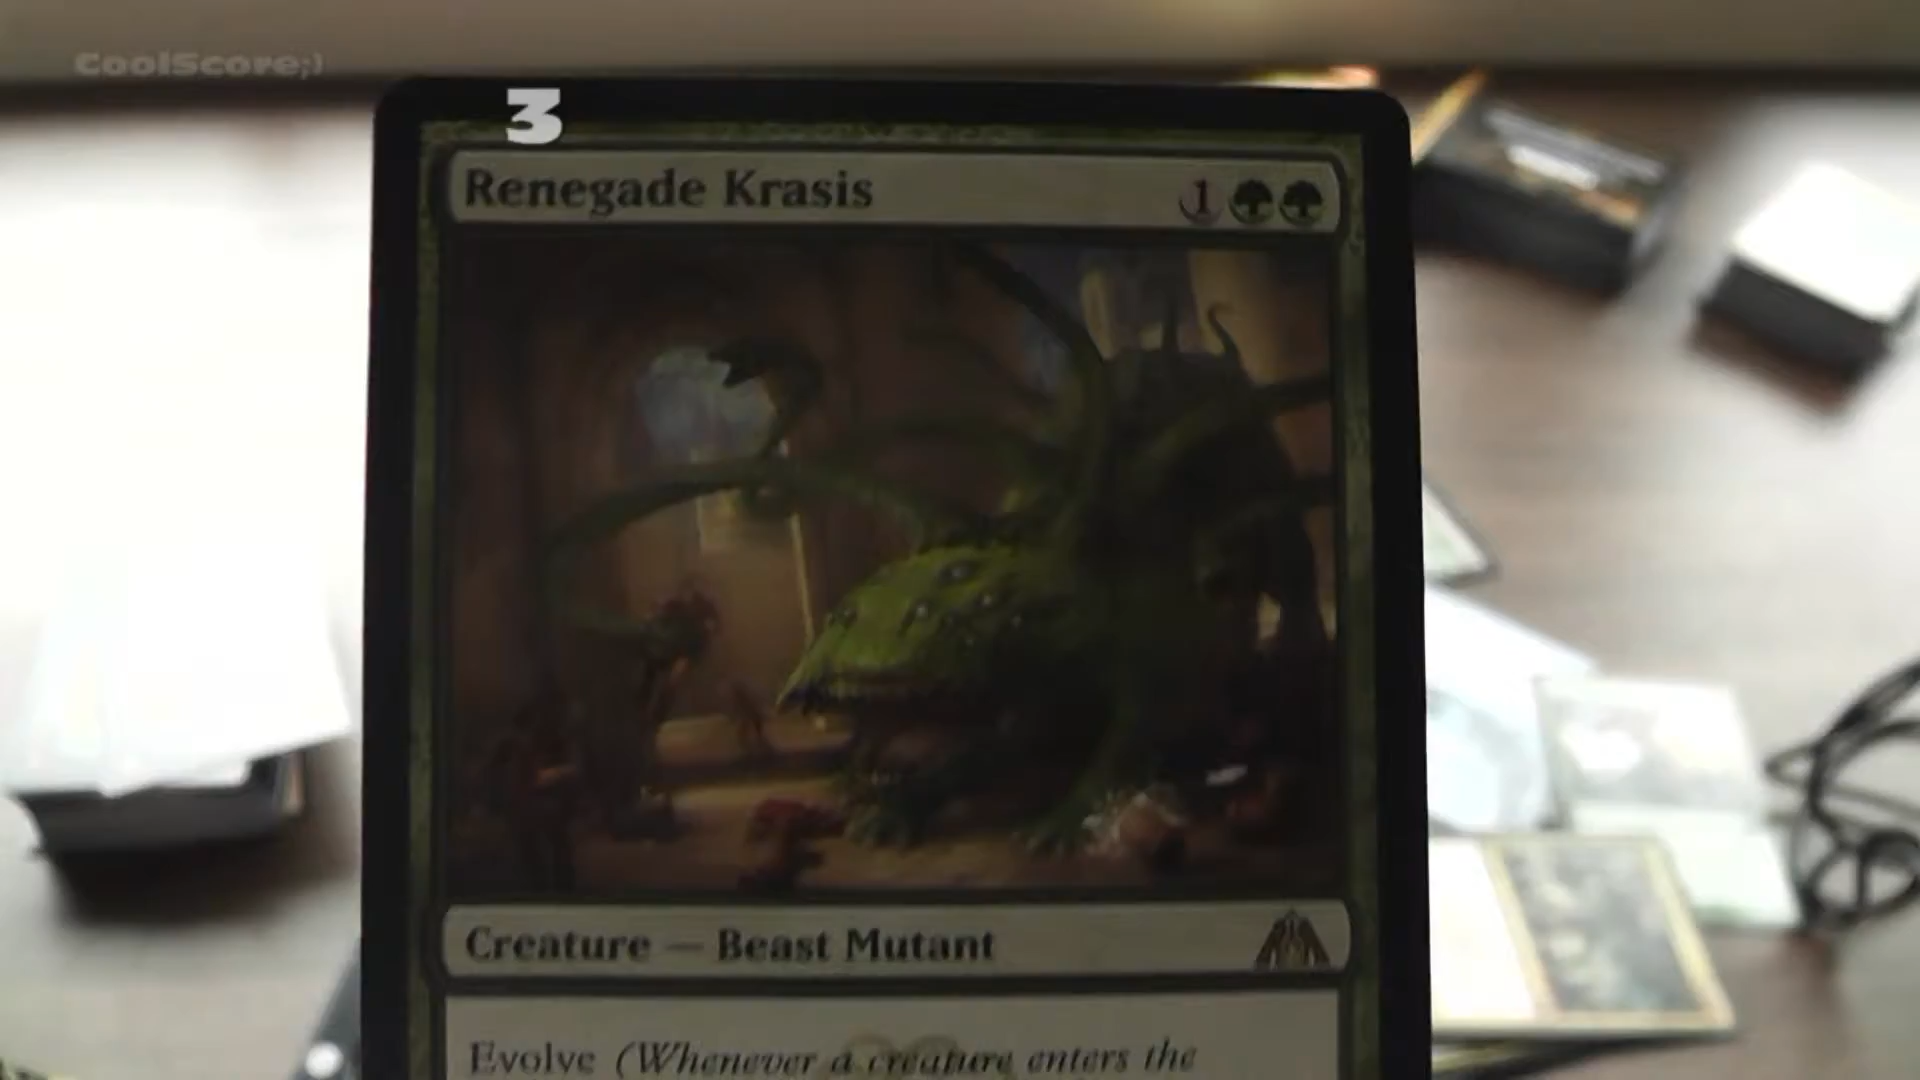 CoolScore;)
3
Renegade Krasis 1
Creature — Beast Mutant
Evolve (Whenever a creature enters the